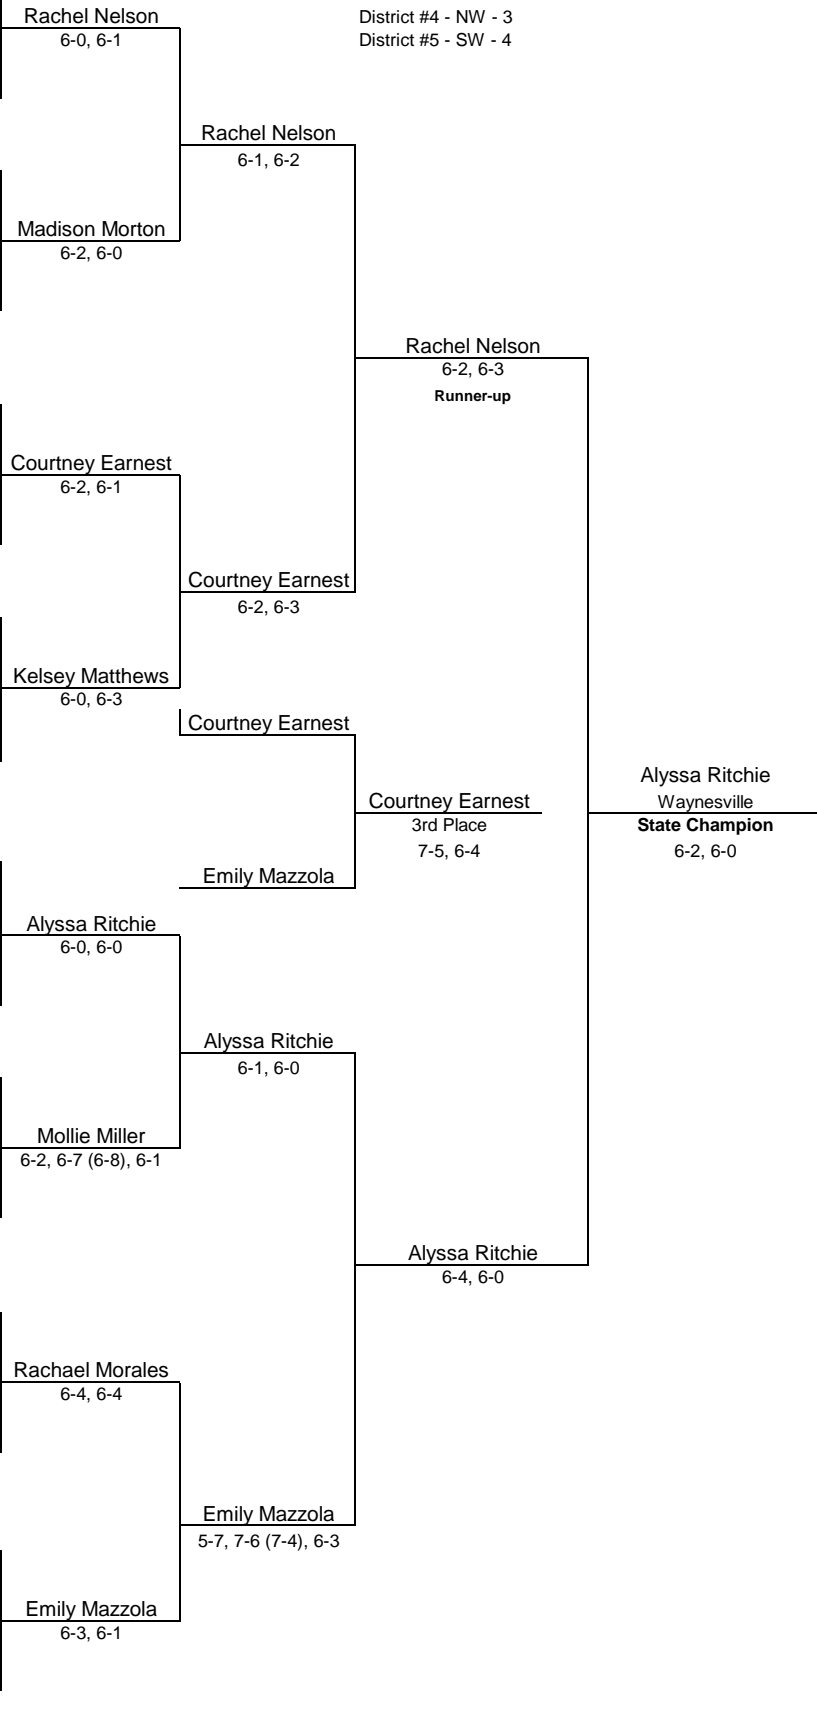 Rachel Nelson
6-0, 6-1
District #4 - NW - 3
District #5 - SW - 4
Rachel Nelson
6-1, 6-2
Madison Morton
6-2, 6-0
Rachel Nelson
6-2, 6-3
Runner-up
Courtney Earnest
6-2, 6-1
Courtney Earnest
6-2, 6-3
Kelsey Matthews
6-0, 6-3
Courtney Earnest
Courtney Earnest
3rd Place
7-5, 6-4
Alyssa Ritchie
Waynesville
State Champion
6-2, 6-0
Emily Mazzola
Alyssa Ritchie
6-0, 6-0
Alyssa Ritchie
6-1, 6-0
Mollie Miller
6-2, 6-7 (6-8), 6-1
Alyssa Ritchie
6-4, 6-0
Rachael Morales
6-4, 6-4
Emily Mazzola
5-7, 7-6 (7-4), 6-3
Emily Mazzola
6-3, 6-1